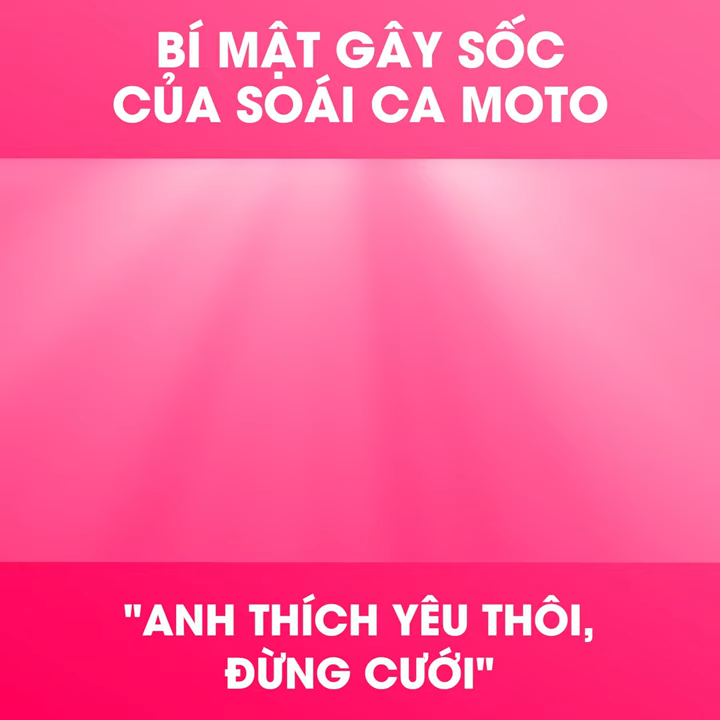 BÍ MẬT GÂY SỐC
CỦA SOÁI CA MOTO
"ANH THÍCH YÊU THÔI,
ĐỪNG CƯỚI"